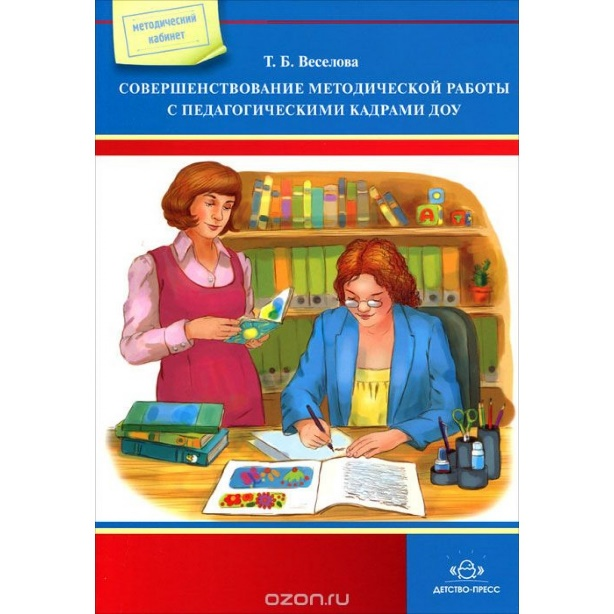 методический
кабинет
Т. Б. Веселова
СОВЕРШЕНСТВОВАНИЕ МЕТОДИЧЕСКОЙ РАБОТЫ
С ПЕДАГОГИЧЕСКИМИ КАДРАМИ ДОУ
А
Т
ДЕТСТВО-ПРЕСС
OZON.RU